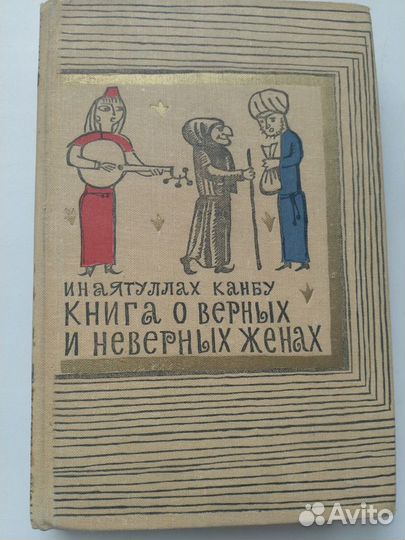 ИНАЯТУЛЛАХ КАНБУ
КНИГА О ВЕРНЫХ
И НЕВЕРНЫХ ЖЕНАХ
Avito